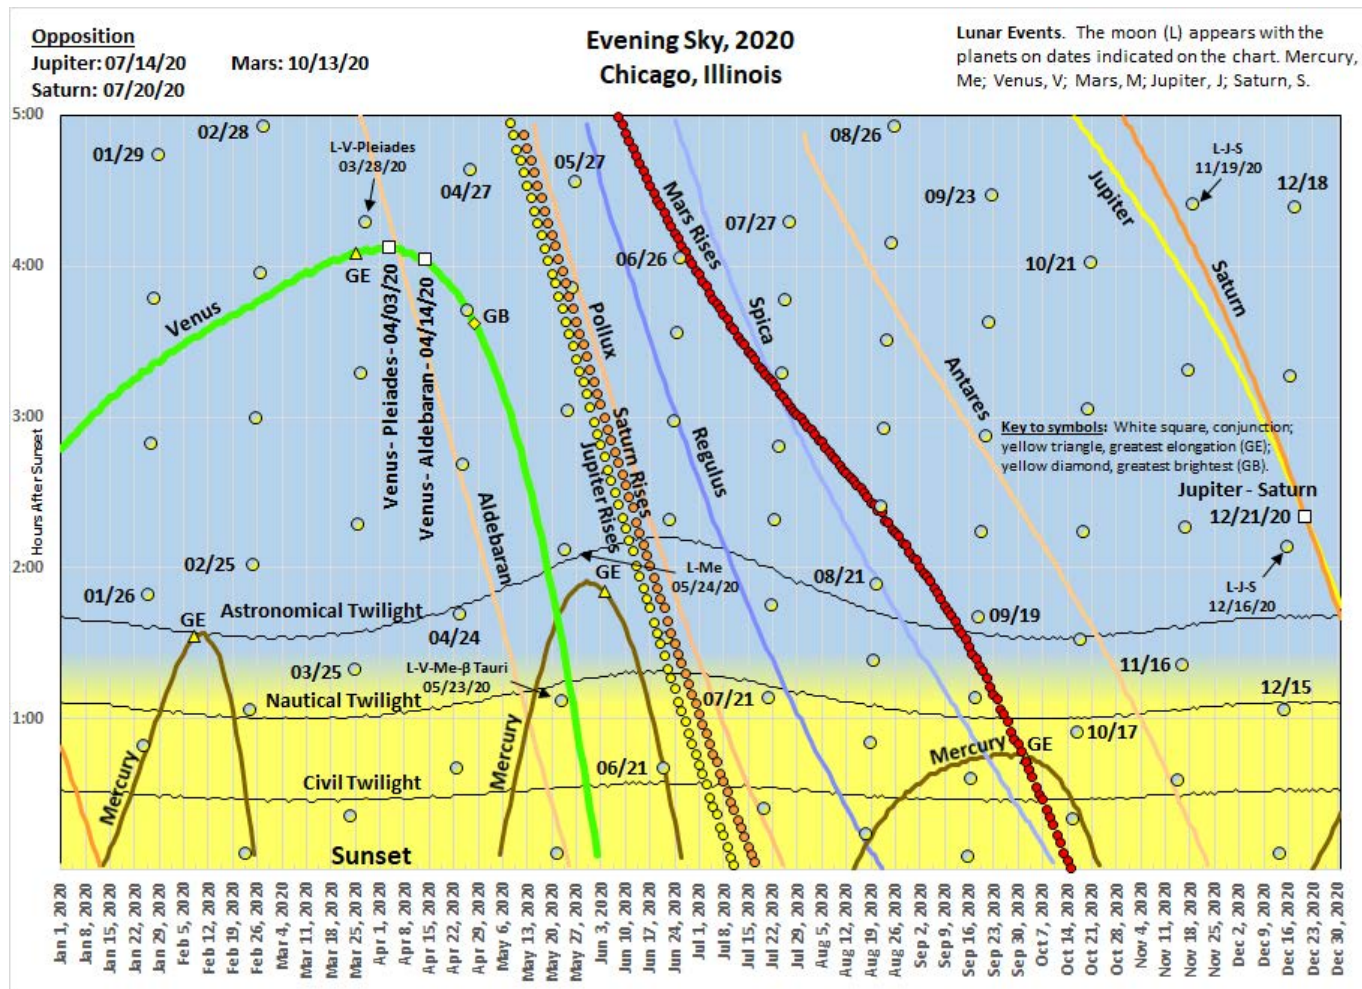 Opposition
Jupiter: 07/14/20 Mars: 10/13/20
Saturn: 07/20/20
Evening Sky, 2020
Chicago, Illinois
Lunar Events. The moon (L) appears with the
planets on dates indicated on the chart. Mercury,
Me; Venus, V; Mars, M; Jupiter, J; Saturn, S.
5:00
4:00
3:00
2:00
1:00
Hours After Sunset
01/29
02/28
L-V-Pleiades
03/28/20
04/27
05/27
08/26
09/23
L-J-S
11/19/20
12/18
Mars Rises
07/27
06/26
10/21
Jupiter
Saturn
Venus
GE
GB
Venus - Pleiades - 04/03/20
Venus - Aldebaran - 04/14/20
Pollux
Spica
Antares
Saturn Rises
Jupiter Rises
Regulus
Aldebaran
Key to symbols: White square, conjunction;
yellow triangle, greatest elongation (GE);
yellow diamond, greatest brightest (GB).
Jupiter - Saturn
12/21/20
L-J-S
12/16/20
02/25
01/26
GE
Astronomical Twilight
04/24
L-Me
05/24/20
GE
08/21
09/19
03/25
L-V-Me-β Tauri
05/23/20
11/16
12/15
Nautical Twilight
07/21
10/17
Mercury
Mercury
Mercury
GE
06/21
Civil Twilight
Sunset
Jan 1, 2020
Jan 8, 2020
Jan 15, 2020
Jan 22, 2020
Jan 29, 2020
Feb 5, 2020
Feb 12, 2020
Feb 19, 2020
Feb 26, 2020
Mar 4, 2020
Mar 11, 2020
Mar 18, 2020
Mar 25, 2020
Apr 1, 2020
Apr 8, 2020
Apr 15, 2020
Apr 22, 2020
Apr 29, 2020
May 6, 2020
May 13, 2020
May 20, 2020
May 27, 2020
Jun 3, 2020
Jun 10, 2020
Jun 17, 2020
Jun 24, 2020
Jul 1, 2020
Jul 8, 2020
Jul 15, 2020
Jul 22, 2020
Jul 29, 2020
Aug 5, 2020
Aug 12, 2020
Aug 19, 2020
Aug 26, 2020
Sep 2, 2020
Sep 9, 2020
Sep 16, 2020
Sep 23, 2020
Sep 30, 2020
Oct 7, 2020
Oct 14, 2020
Oct 21, 2020
Oct 28, 2020
Nov 4, 2020
Nov 11, 2020
Nov 18, 2020
Nov 25, 2020
Dec 2, 2020
Dec 9, 2020
Dec 16, 2020
Dec 23, 2020
Dec 30, 2020